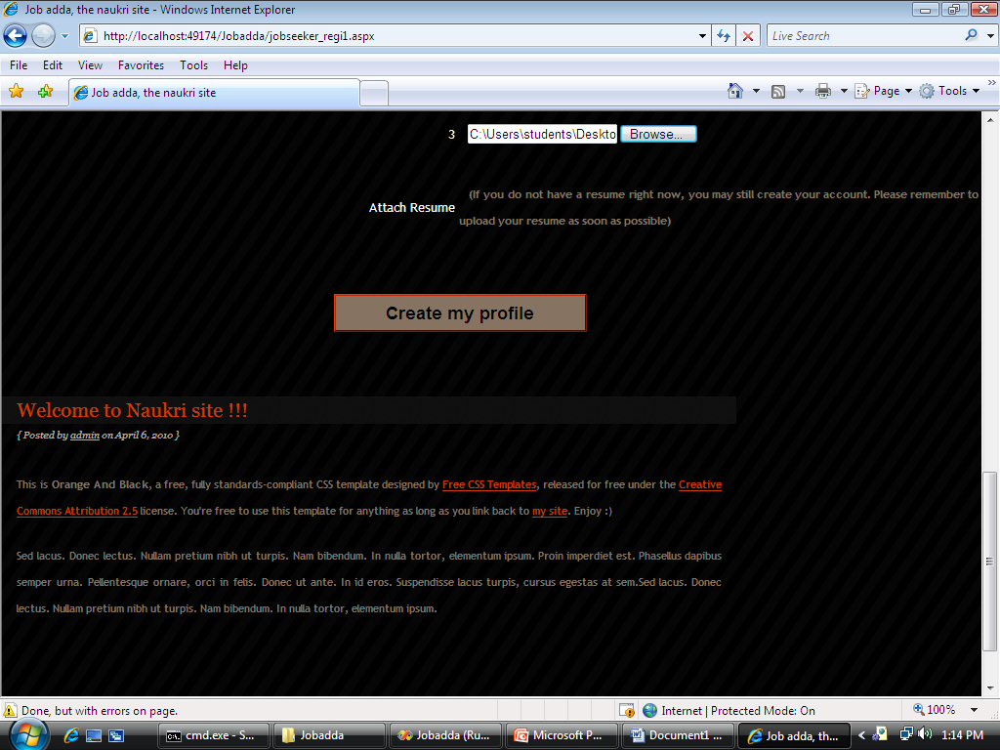 Job adda, the naukri site - Windows Internet Explorer
http://localhost:49174/Jobadda/jobseeker_regi1.aspx
Live Search
File Edit View Favorites Tools Help
Job adda, the naukri site
Page Tools
3 C:\Users\students\Deskto Browse...
(If you do not have a resume right now, you may still create your account. Please remember to
Attach Resume
upload your resume as soon as possible)
Create my profile
Welcome to Naukri site !!!
{ Posted by admin on April 6, 2010 }
This is Orange And Black, a free, fully standards-compliant CSS template designed by Free CSS Templates, released for free under the Creative
Commons Attribution 2.5 license. You're free to use this template for anything as long as you link back to my site. Enjoy :)
Sed lacus. Donec lectus. Nullam pretium nibh ut turpis. Nam bibendum. In nulla tortor, elementum ipsum. Proin imperdiet est. Phasellus dapibus
semper urna. Pellentesque ornare, orci in felis. Donec ut ante. In id eros. Suspendisse lacus turpis, cursus egestas at sem.Sed lacus. Donec
lectus. Nullam pretium nibh ut turpis. Nam bibendum. In nulla tortor, elementum ipsum.
Done, but with errors on page.
Internet | Protected Mode: On
100%
cmd.exe - S... Jobadda Jobadda (Ru... Microsoft P... Document1 ... Job adda, th... 1:14 PM